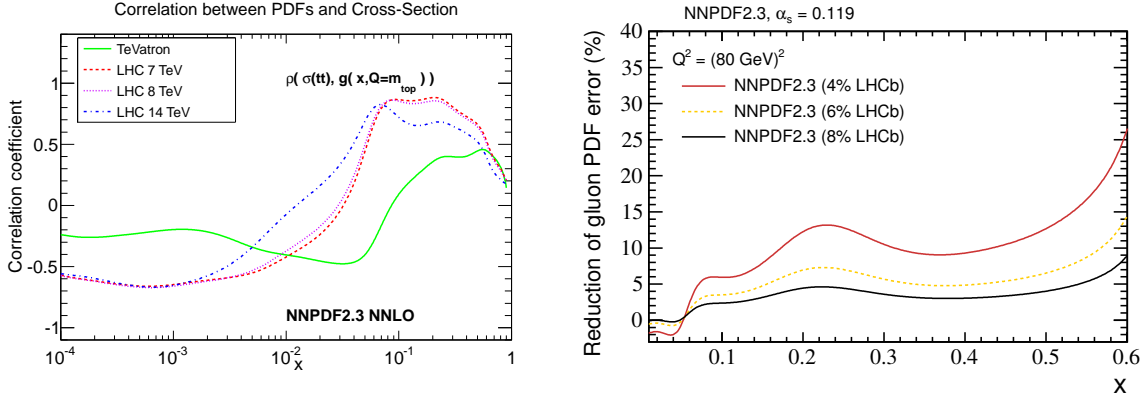 Correlation between PDFs and Cross-Section
TeVatron
LHC 7 TeV
LHC 8 TeV
LHC 14 TeV
ρ( σ(tt), g( x,Q=m_top ) )
Correlation coefficient
1
0.5
0
-0.5
-1
NNPDF2.3 NNLO
10^-4 10^-3 10^-2 10^-1 1
x
NNPDF2.3, α_s = 0.119
Q² = (80 GeV)²
NNPDF2.3 (4% LHCb)
NNPDF2.3 (6% LHCb)
NNPDF2.3 (8% LHCb)
Reduction of gluon PDF error (%)
40
35
30
25
20
15
10
5
0
0.1 0.2 0.3 0.4 0.5 0.6
x